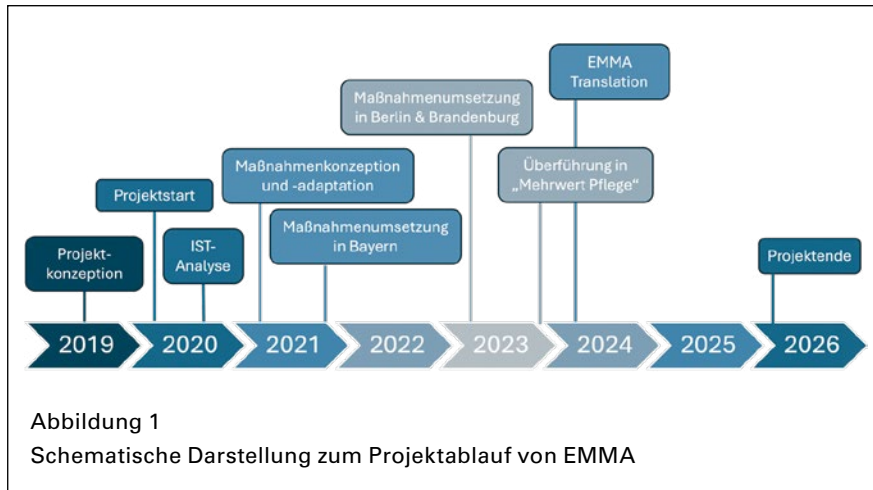 EMMA
Translation
Maßnahmenumsetzung
in Berlin & Brandenburg
Maßnahmenkonzeption
und -adaptation
Überführung in
„Mehrwert Pflege“
Projektstart
Maßnahmenumsetzung
in Bayern
Projekt-
konzeption
IST-
Analyse
Projektende
2019
2020
2021
2022
2023
2024
2025
2026
Abbildung 1
Schematische Darstellung zum Projektablauf von EMMA